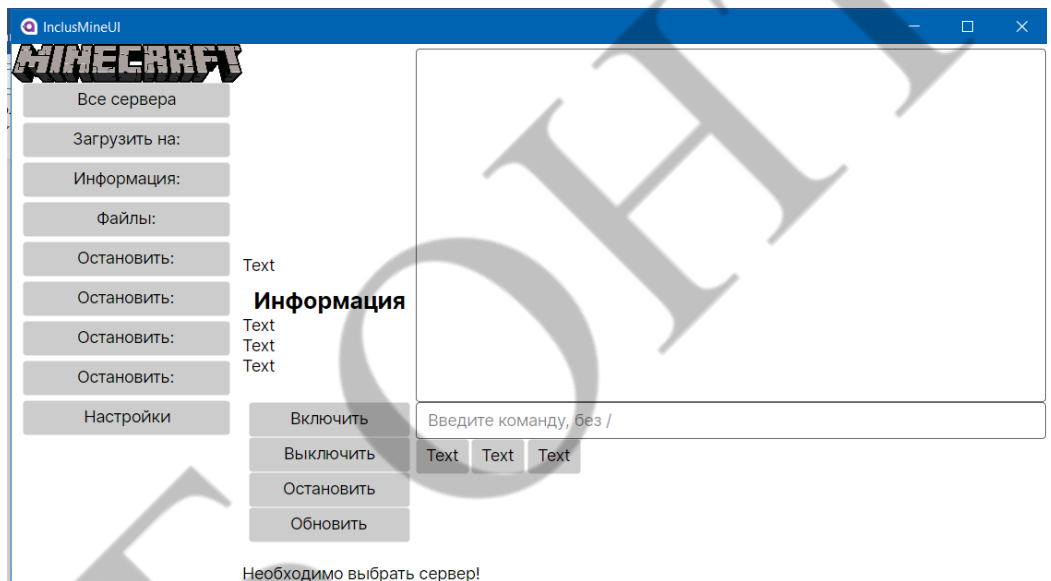 InclusMineUI
MINECRAFT
Все сервера
Загрузить на:
Информация:
Файлы:
Остановить:
Остановить:
Остановить:
Остановить:
Настройки
Text
Информация
Text
Text
Text
Включить
Выключить
Остановить
Обновить
Введите команду, без /
Text Text Text
Необходимо выбрать сервер!